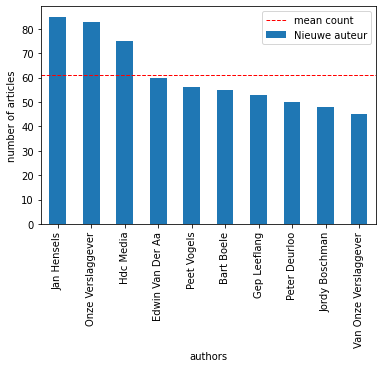 mean count
Nieuwe auteur
number of articles
80
70
60
50
40
30
20
10
0
Jan Hensels
Onze Verslaggever
Hdc Media
Edwin Van Der Aa
Peet Vogels
Bart Boele
Gep Leeflang
Peter Deurloo
Jordy Boschman
Van Onze Verslaggever
authors